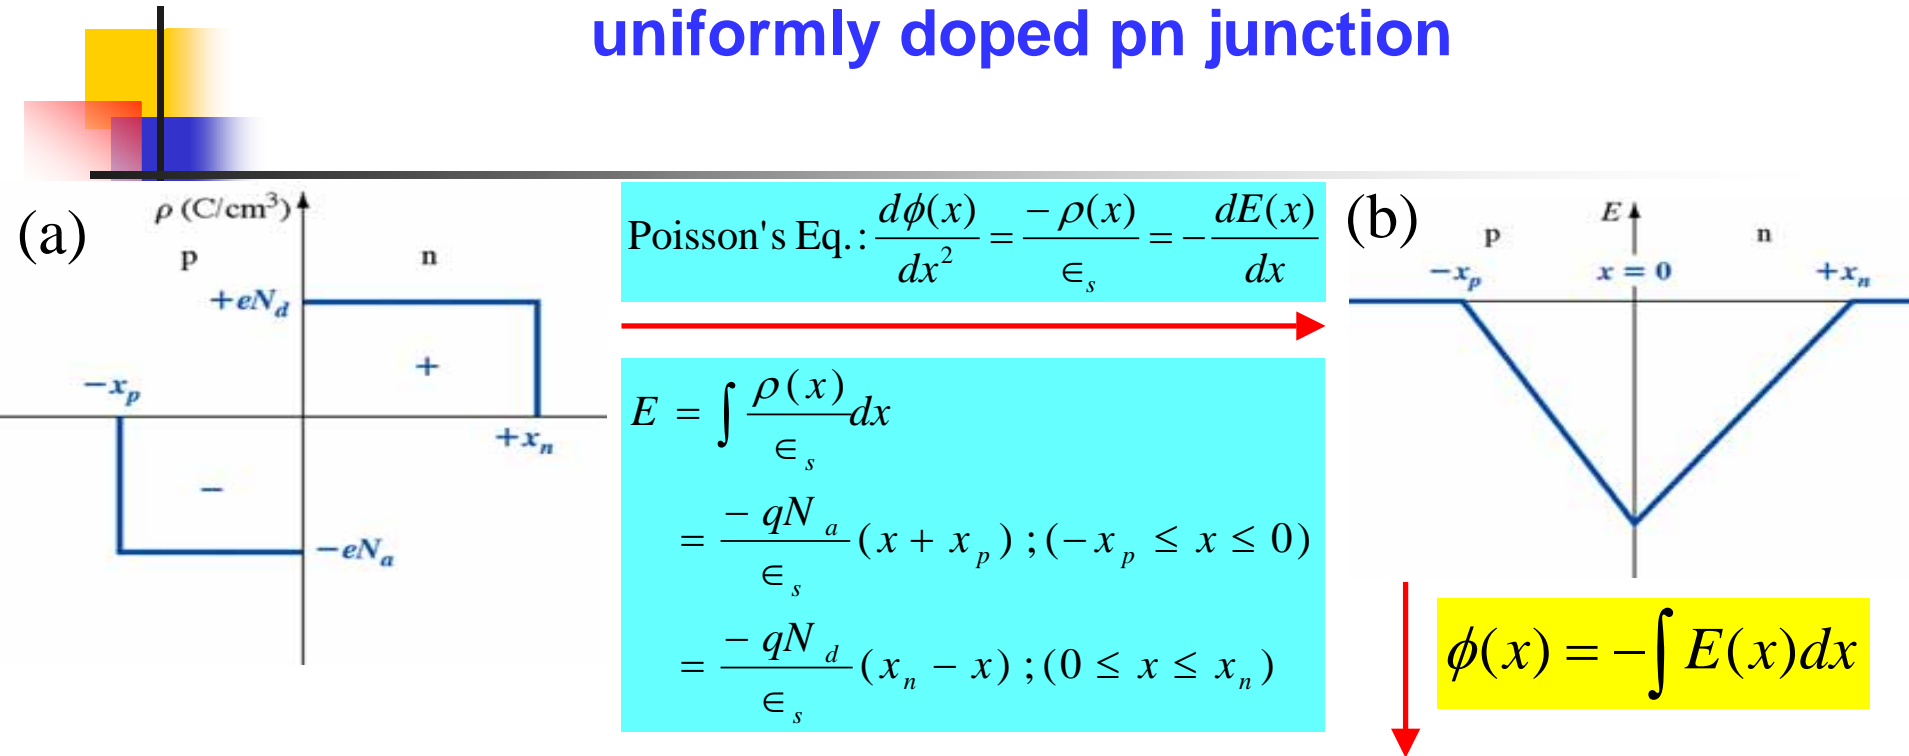 uniformly doped pn junction
(a)
ρ (C/cm³)
p
n
+eN_d
+
−x_p
+x_n
−
−eN_a
Poisson's Eq.: dϕ(x)/dx² = −ρ(x)/∈_s = −dE(x)/dx
E = ∫ ρ(x)/∈_s dx
= −qN_a/∈_s (x + x_p) ; (−x_p ≤ x ≤ 0)
= −qN_d/∈_s (x_n − x) ; (0 ≤ x ≤ x_n)
(b)
E
p
n
−x_p
x = 0
+x_n
ϕ(x) = −∫ E(x)dx